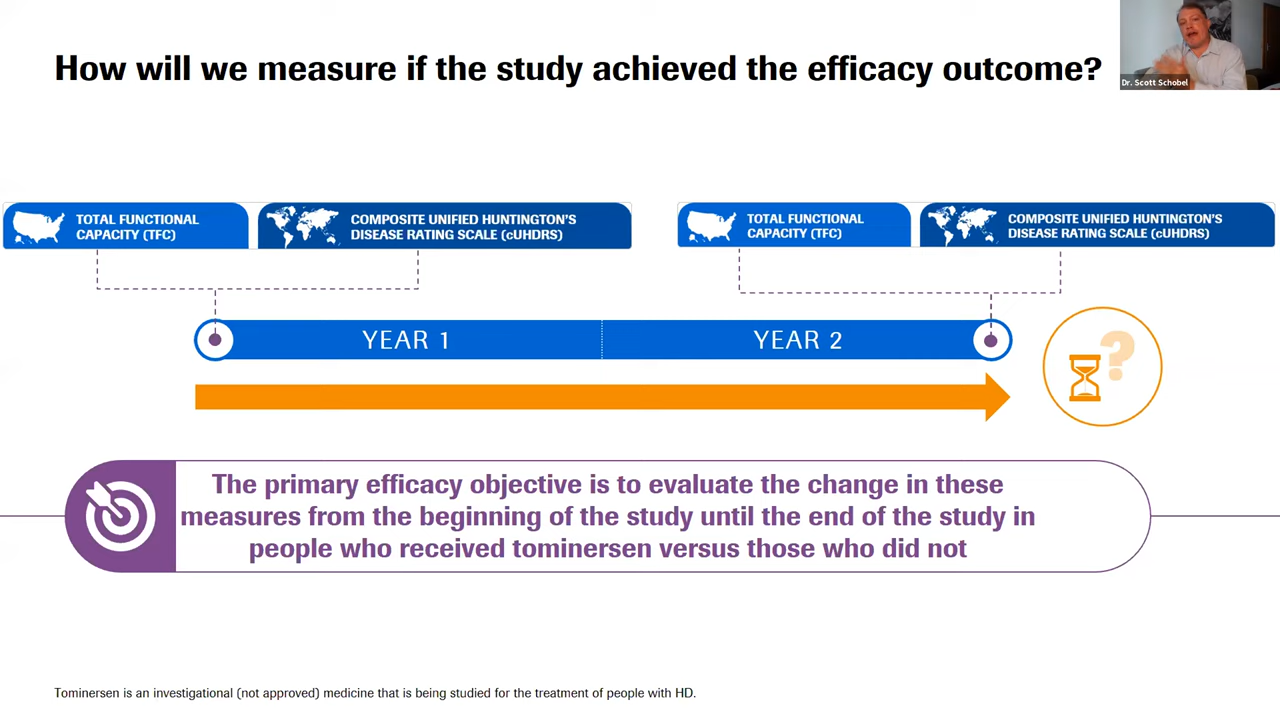 How will we measure if the study achieved the efficacy outcome?
Dr. Scott Schobel
TOTAL FUNCTIONAL
CAPACITY (TFC)
COMPOSITE UNIFIED HUNTINGTON'S
DISEASE RATING SCALE (cUHDRS)
TOTAL FUNCTIONAL
CAPACITY (TFC)
COMPOSITE UNIFIED HUNTINGTON'S
DISEASE RATING SCALE (cUHDRS)
YEAR 1
YEAR 2
?
The primary efficacy objective is to evaluate the change in these
measures from the beginning of the study until the end of the study in
people who received tominersen versus those who did not
Tominersen is an investigational (not approved) medicine that is being studied for the treatment of people with HD.